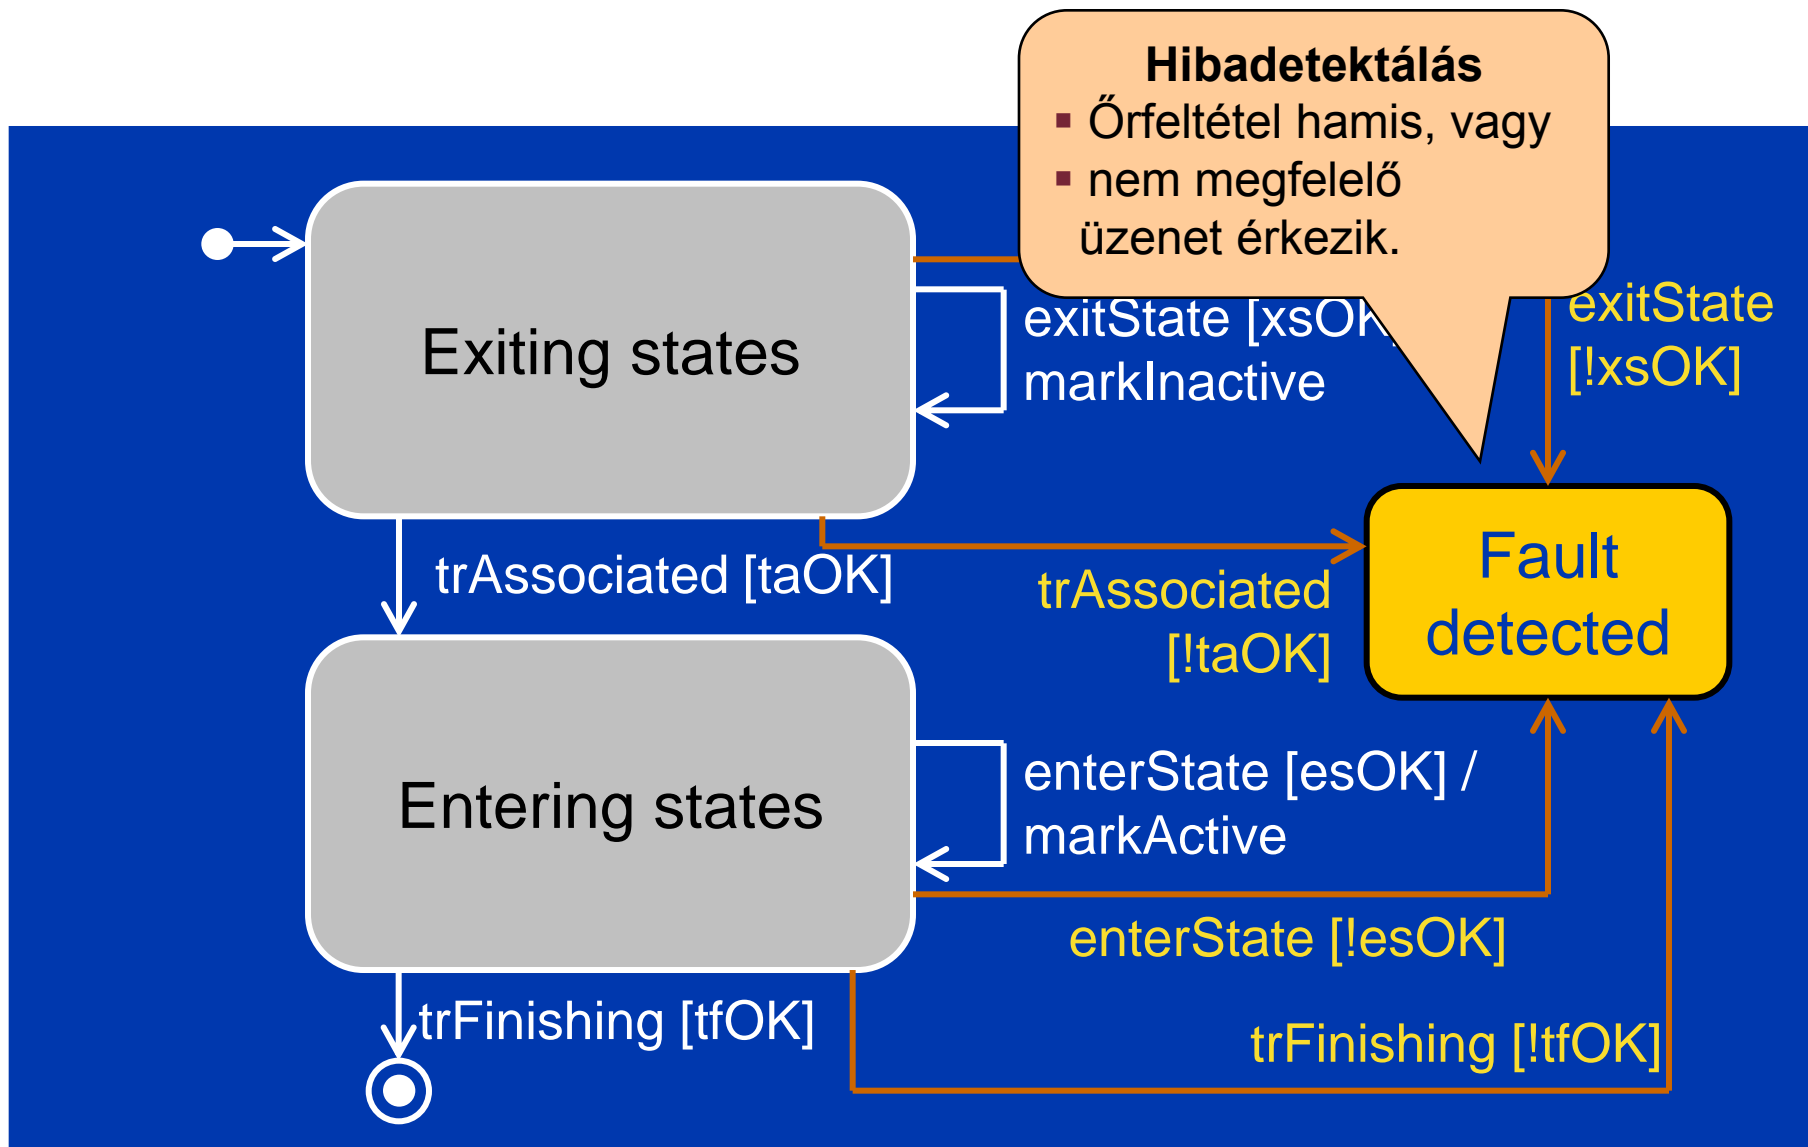 Hibadetektálás
▪ Őrfeltétel hamis, vagy
▪ nem megfelelő
üzenet érkezik.
Exiting states
exitState [xsOK
markInactive
exitState
[!xsOK]
trAssociated [taOK]
trAssociated
[!taOK]
Fault
detected
Entering states
enterState [esOK] /
markActive
enterState [!esOK]
trFinishing [tfOK]
trFinishing [!tfOK]